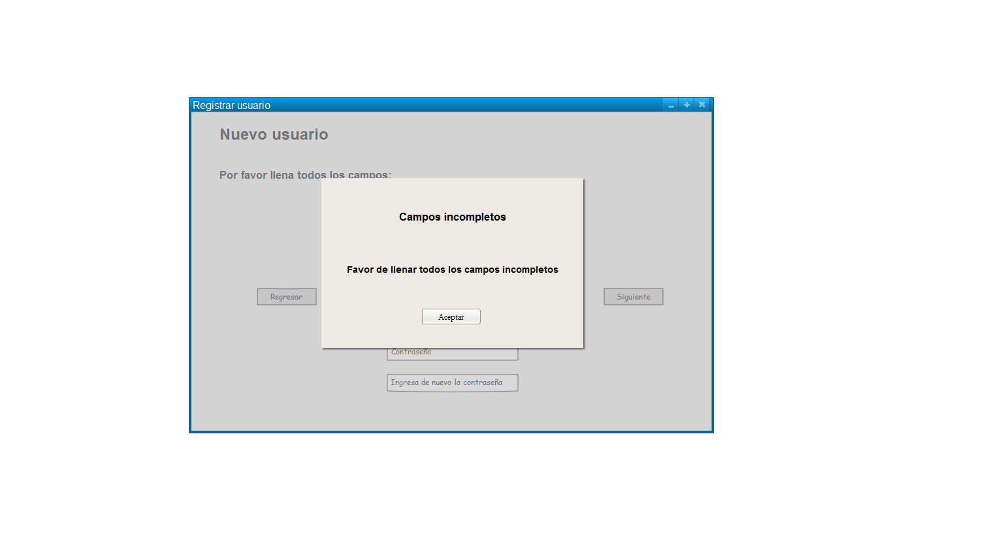 Registrar usuario
Nuevo usuario
Por favor llena todos los campos:
Campos incompletos
Favor de llenar todos los campos incompletos
Regresar
Siguiente
Aceptar
Contraseña
Ingresa de nuevo la contraseña